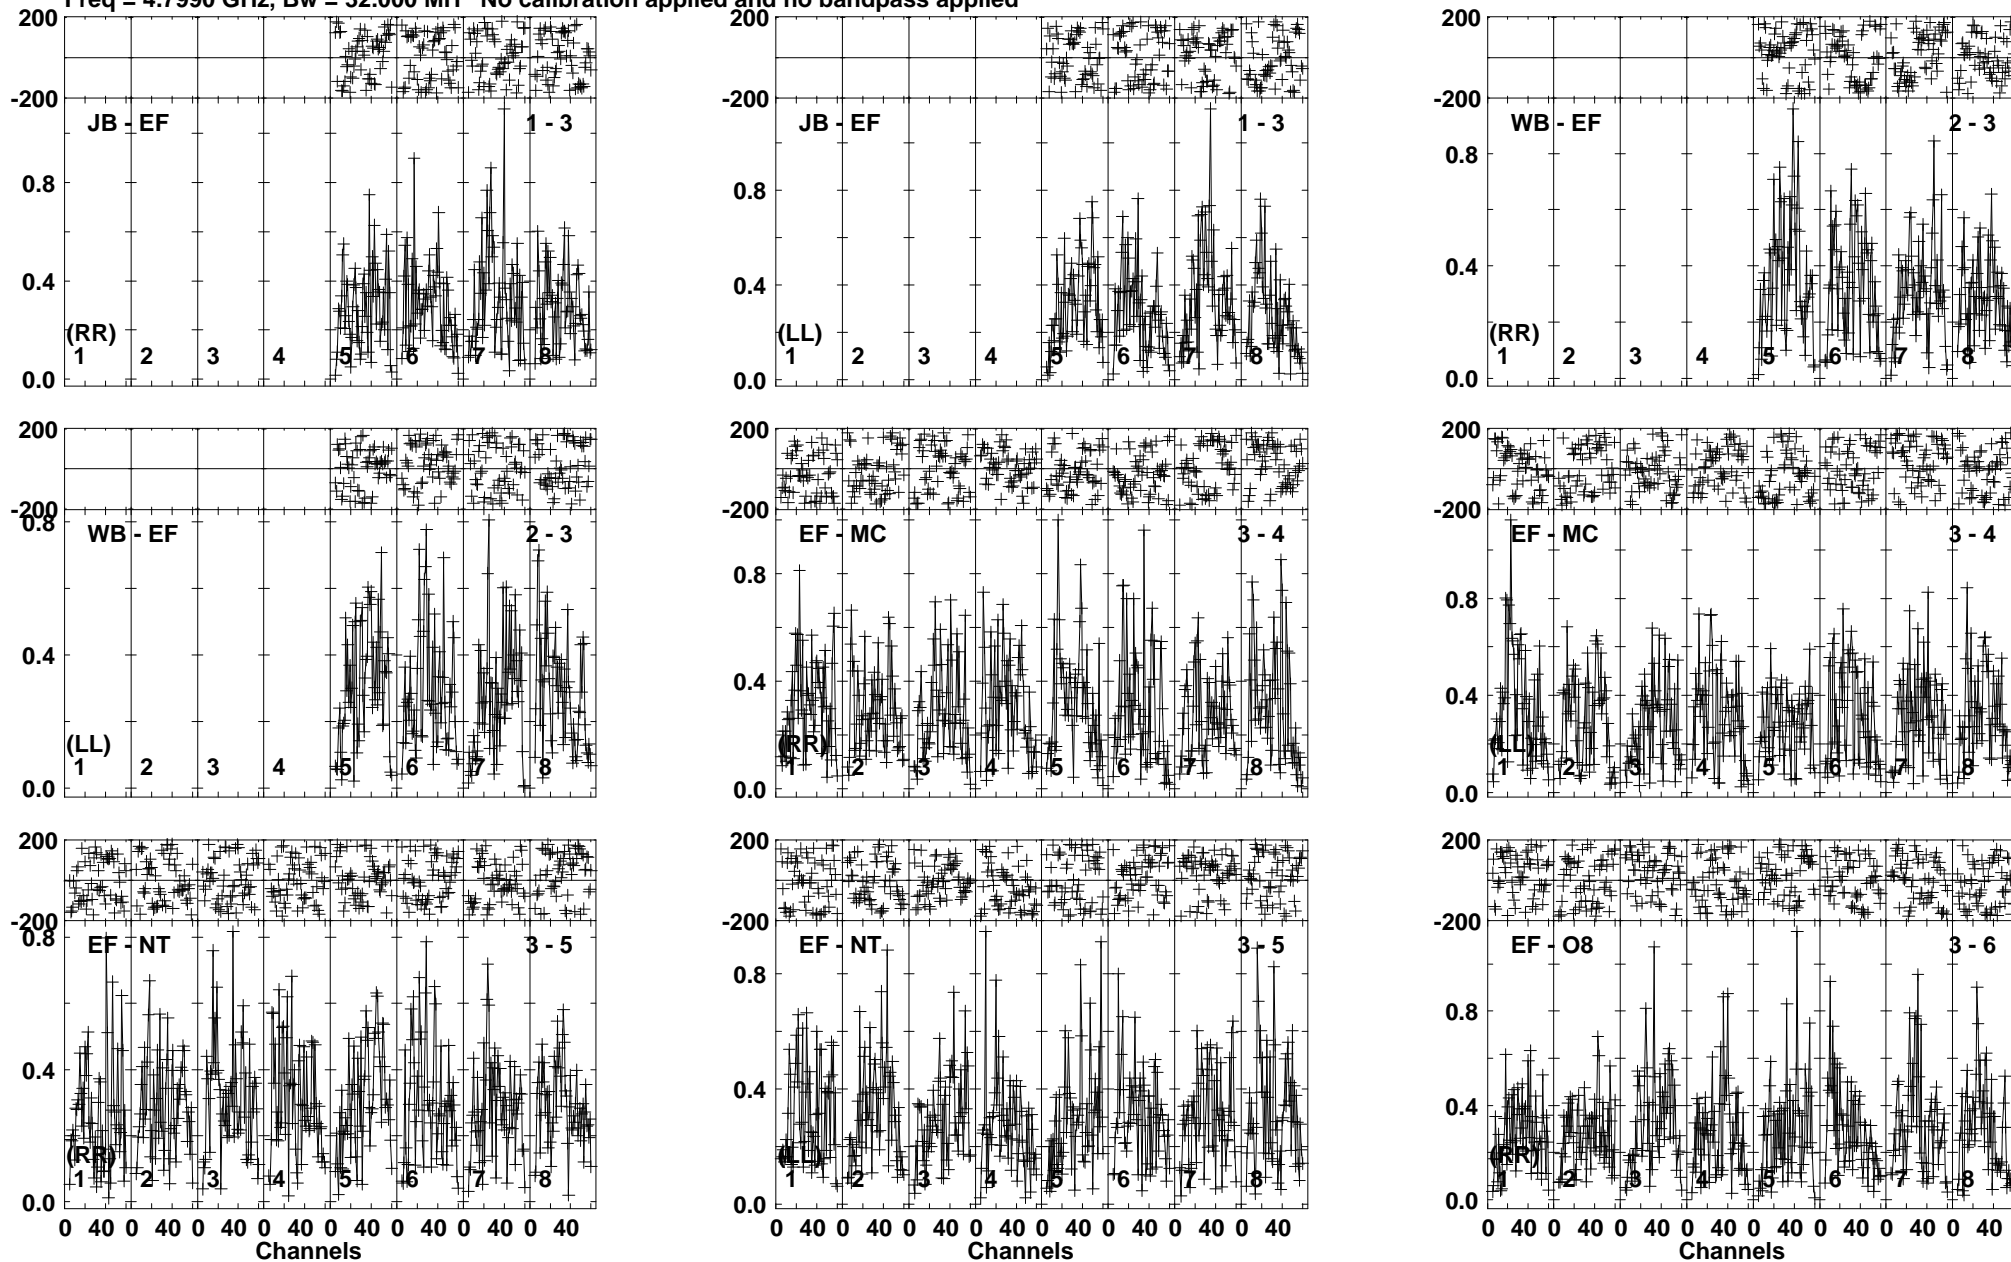 Freq = 4.7990 GHz, Bw = 32.000 MH No calibration applied and no bandpass applied
200 200 200
-200 -200 -200
JB - EF 1 - 3 JB - EF 1 - 3 WB - EF 2 - 3
0.8 0.8 0.8
0.4 0.4 0.4
(RR) (LL) (RR)
1 2 3 4 5 6 7 8 1 2 3 4 5 6 7 8 1 2 3 4 5 6 7 8
0.0 0.0 0.0
200 200 200
-200 -200 -200
0.8
WB - EF 2 - 3 EF - MC 3 - 4 EF - MC 3 - 4
0.8 0.8
0.4 0.4 0.4
(LL) (RR) (LL)
1 2 3 4 5 6 7 8 1 2 3 4 5 6 7 8 1 2 3 4 5 6 7 8
0.0 0.0 0.0
200 200 200
-200 -200 -200
EF - NT 3 - 5 EF - NT 3 - 5 EF - O8 3 - 6
0.8 0.8 0.8
0.4 0.4 0.4
(RR) (LL) (RR)
1 2 3 4 5 6 7 8 1 2 3 4 5 6 7 8 1 2 3 4 5 6 7 8
0.0 0.0 0.0
0 40 0 40 0 40 0 40 0 40 0 40 0 40 0 40 0 40 0 40 0 40 0 40 0 40 0 40 0 40 0 40 0 40 0 40 0 40 0 40 0 40 0 40 0 40 0 40
Channels Channels Channels